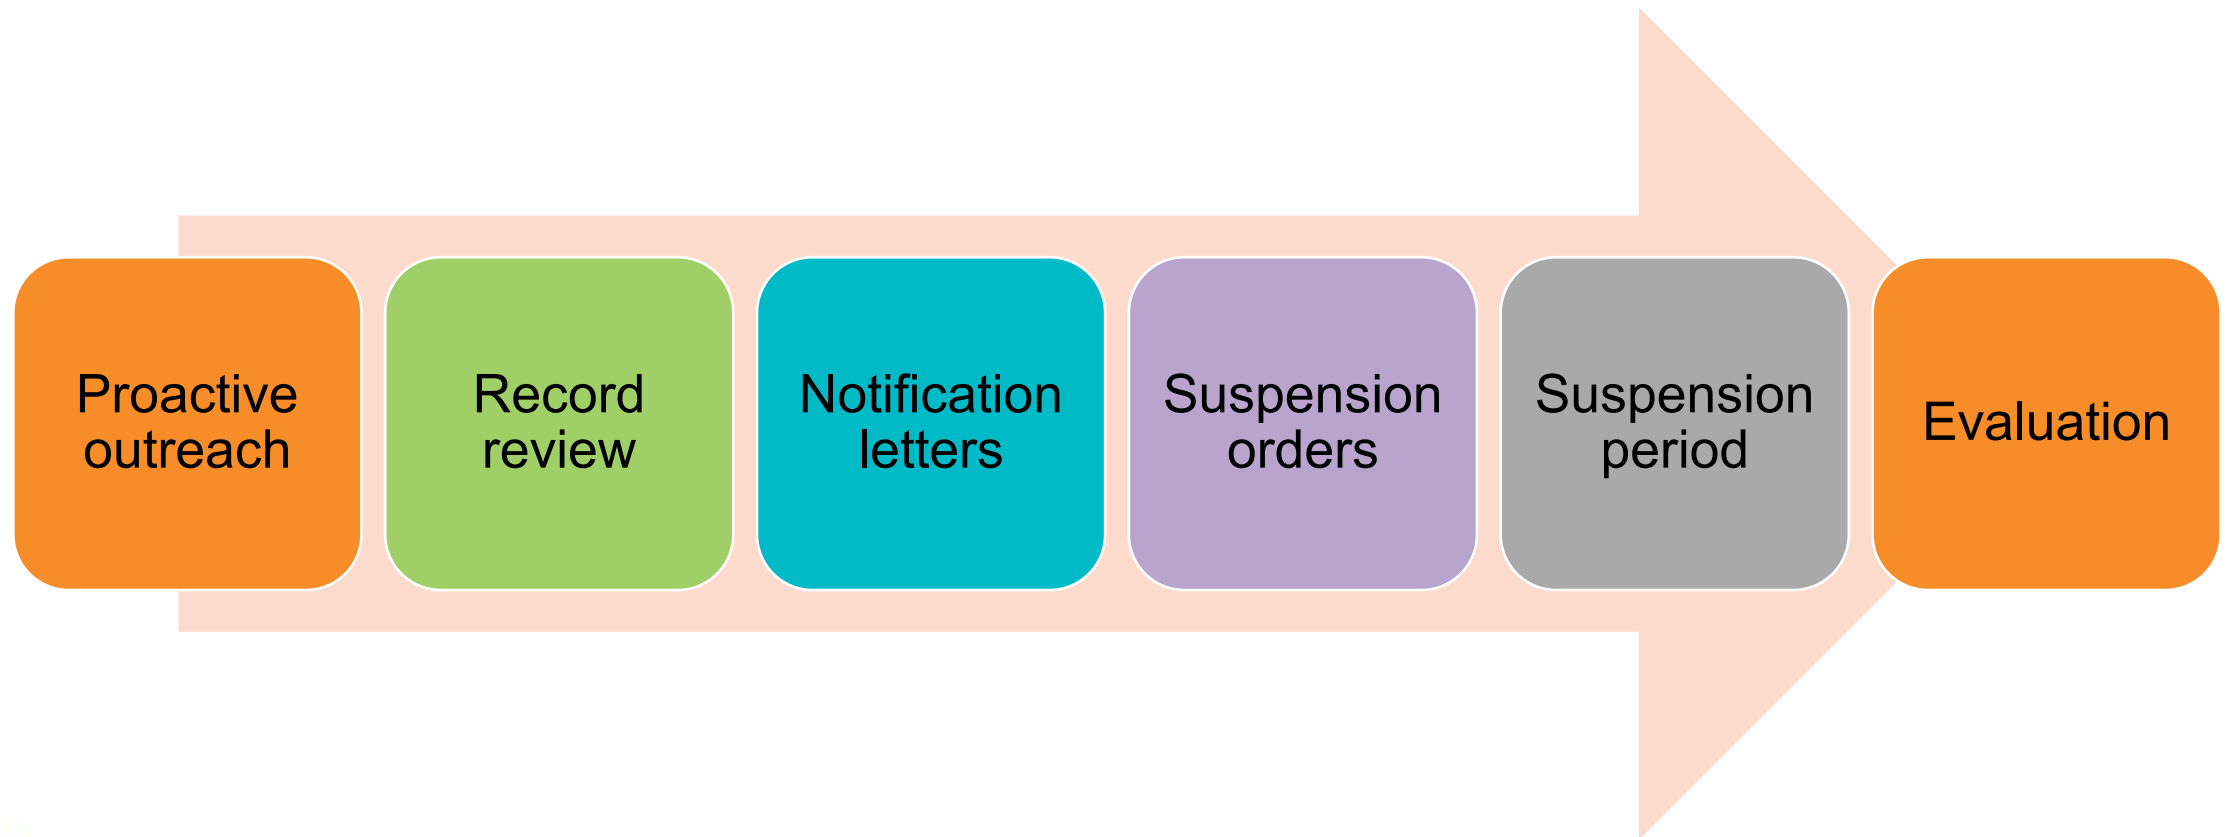 Proactive
outreach
Record
review
Notification
letters
Suspension
orders
Suspension
period
Evaluation